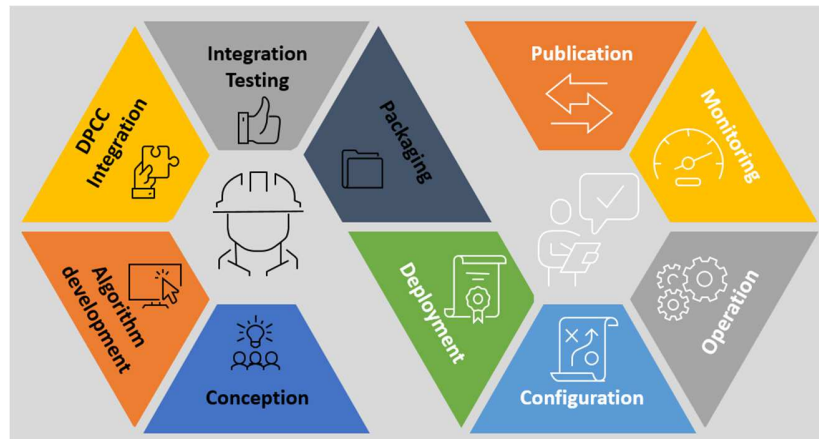 Integration
Testing
DPCC
Integration
Packaging
Algorithm
development
Conception
Publication
Monitoring
Deployment
Configuration
Operation